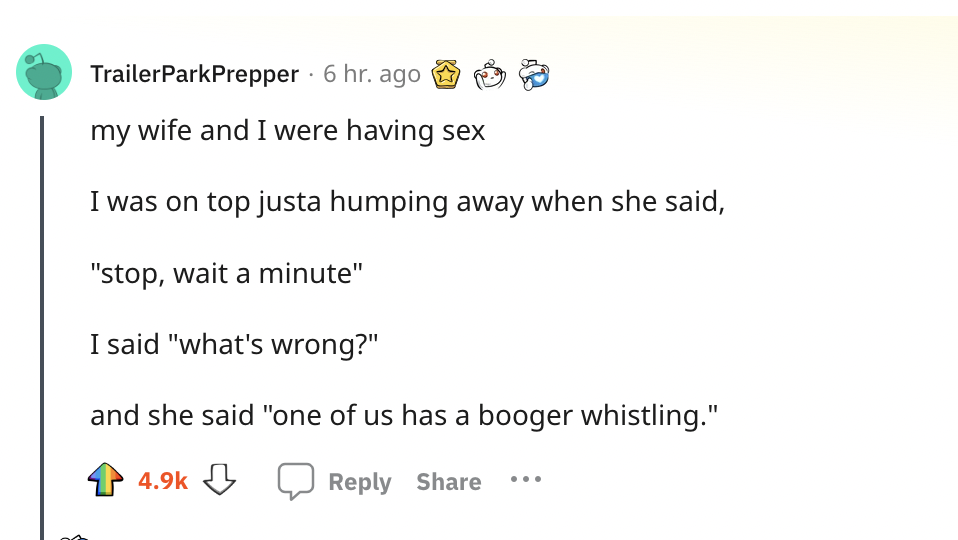 TrailerParkPrepper · 6 hr. ago
my wife and I were having sex
I was on top justa humping away when she said,
"stop, wait a minute"
I said "what's wrong?"
and she said "one of us has a booger whistling."
4.9k Reply Share ···